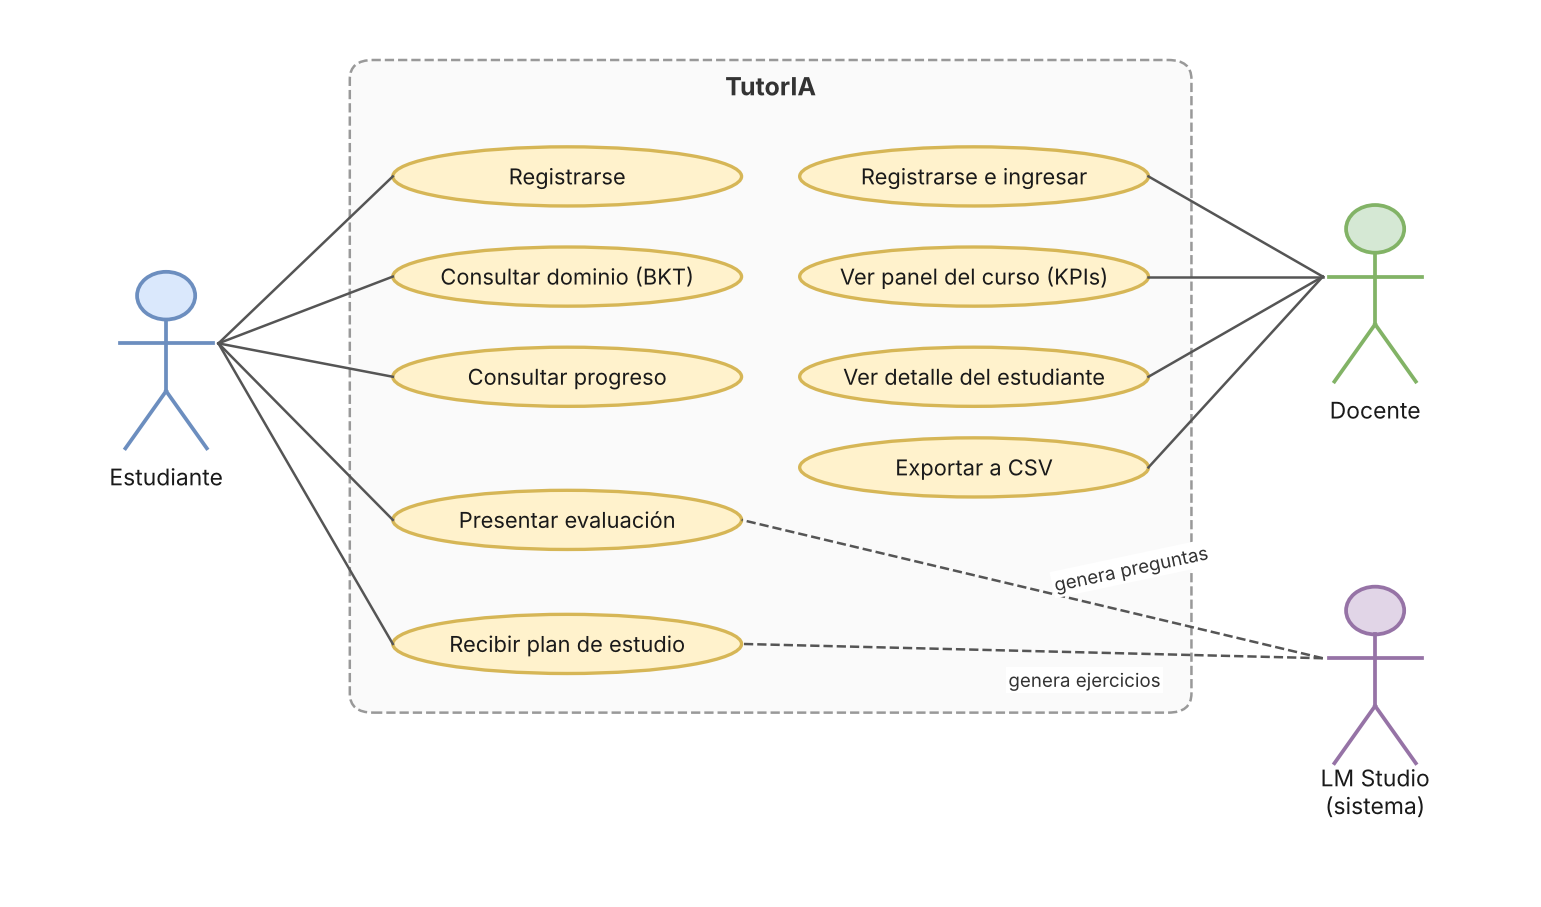 TutorIA
Registrarse
Registrarse e ingresar
Consultar dominio (BKT)
Ver panel del curso (KPIs)
Consultar progreso
Ver detalle del estudiante
Docente
Exportar a CSV
Estudiante
Presentar evaluación
genera preguntas
Recibir plan de estudio
genera ejercicios
LM Studio
(sistema)